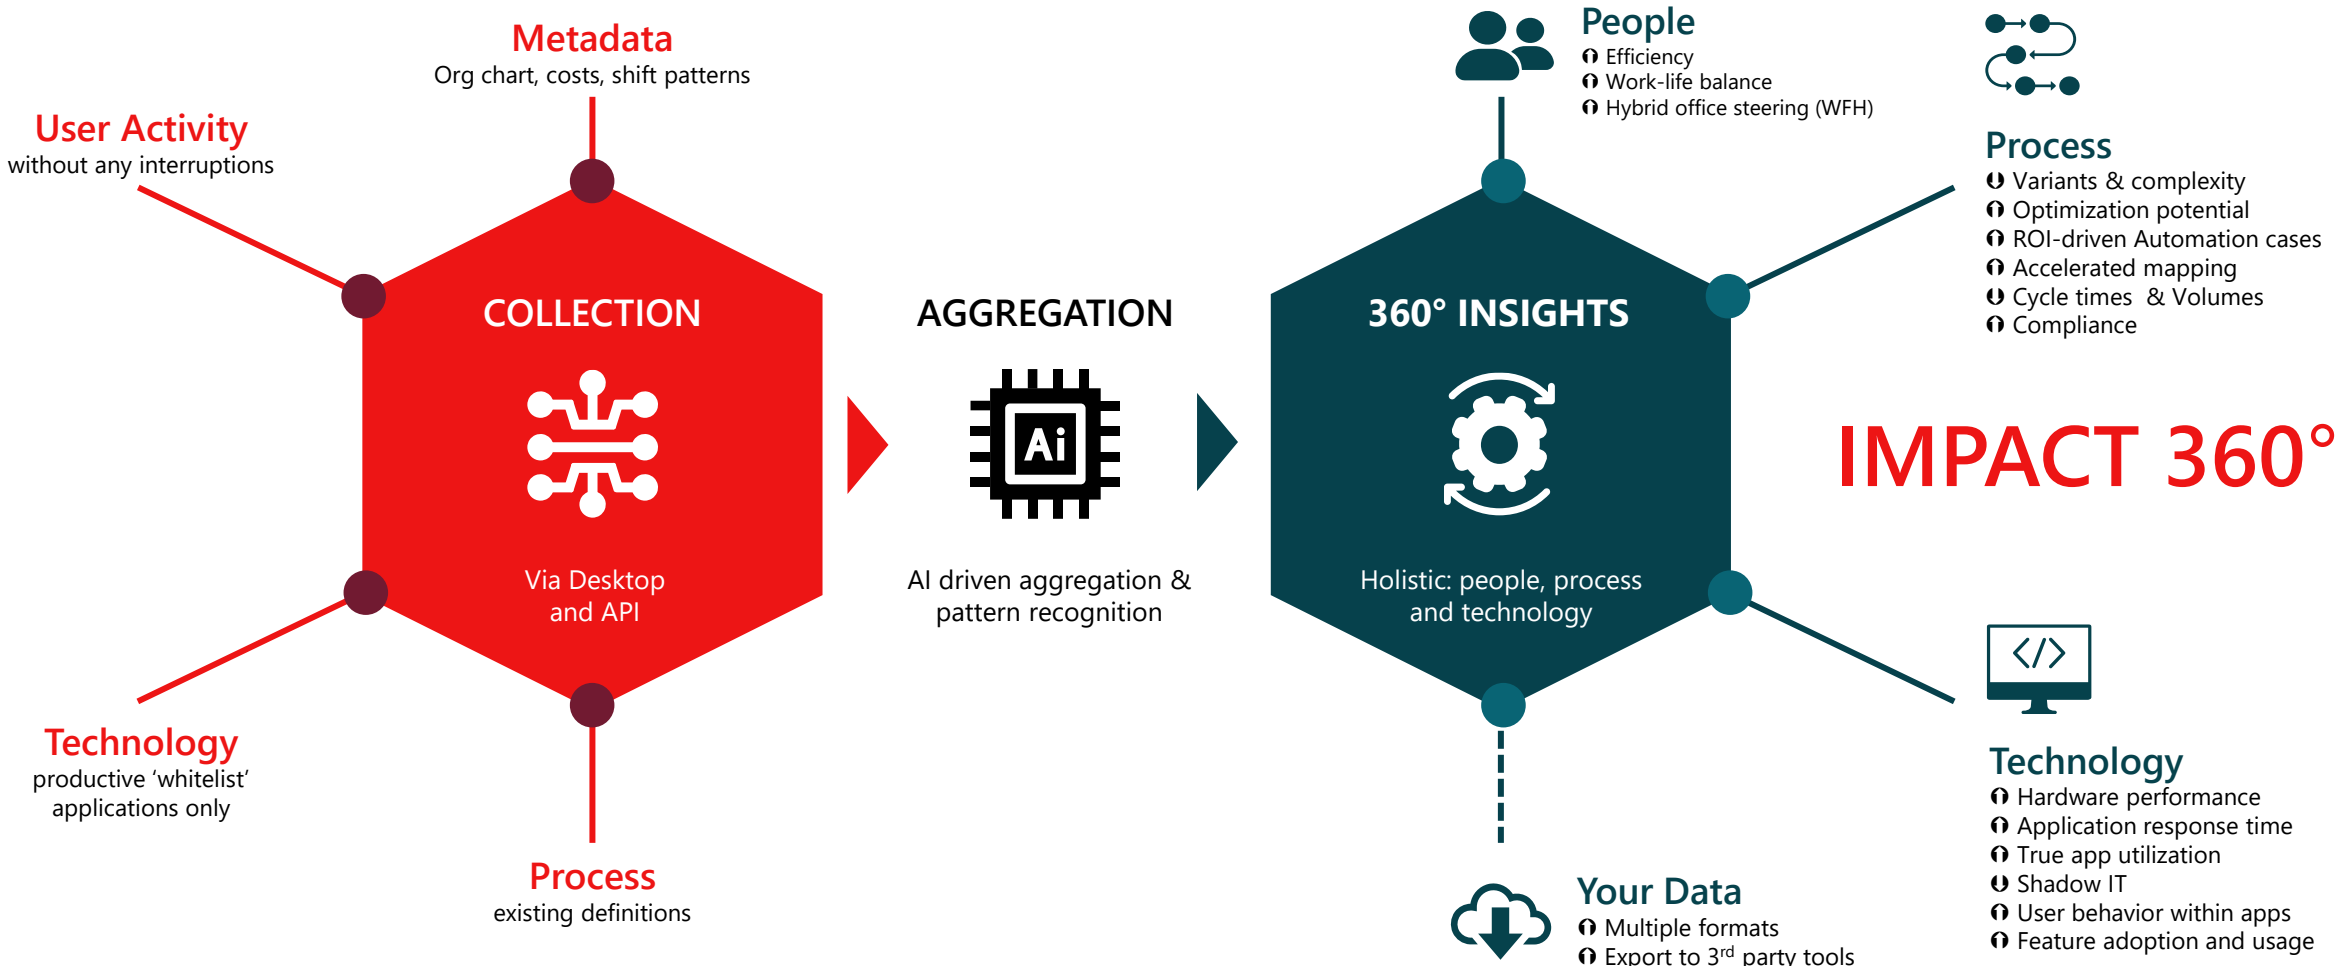 Metadata
Org chart, costs, shift patterns
User Activity
without any interruptions
COLLECTION
Via Desktop
and API
Technology
productive ‘whitelist’
applications only
Process
existing definitions
AGGREGATION
Ai
AI driven aggregation &
pattern recognition
360° INSIGHTS
Holistic: people, process
and technology
People
Efficiency
Work-life balance
Hybrid office steering (WFH)
Process
Variants & complexity
Optimization potential
ROI-driven Automation cases
Accelerated mapping
Cycle times & Volumes
Compliance
IMPACT 360°
</>
Technology
Hardware performance
Application response time
True app utilization
Shadow IT
User behavior within apps
Feature adoption and usage
Your Data
Multiple formats
Export to 3rd party tools